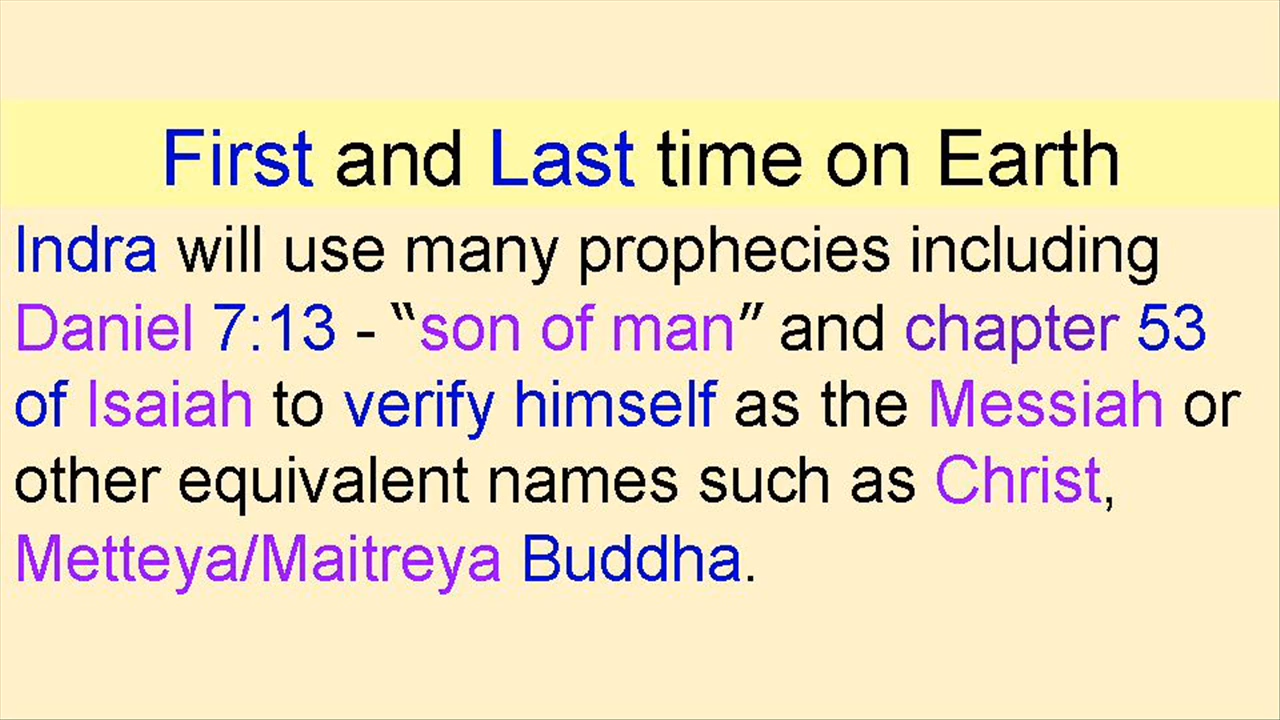 First and Last time on Earth
Indra will use many prophecies including
Daniel 7:13 - “son of man” and chapter 53
of Isaiah to verify himself as the Messiah or
other equivalent names such as Christ,
Metteya/Maitreya Buddha.